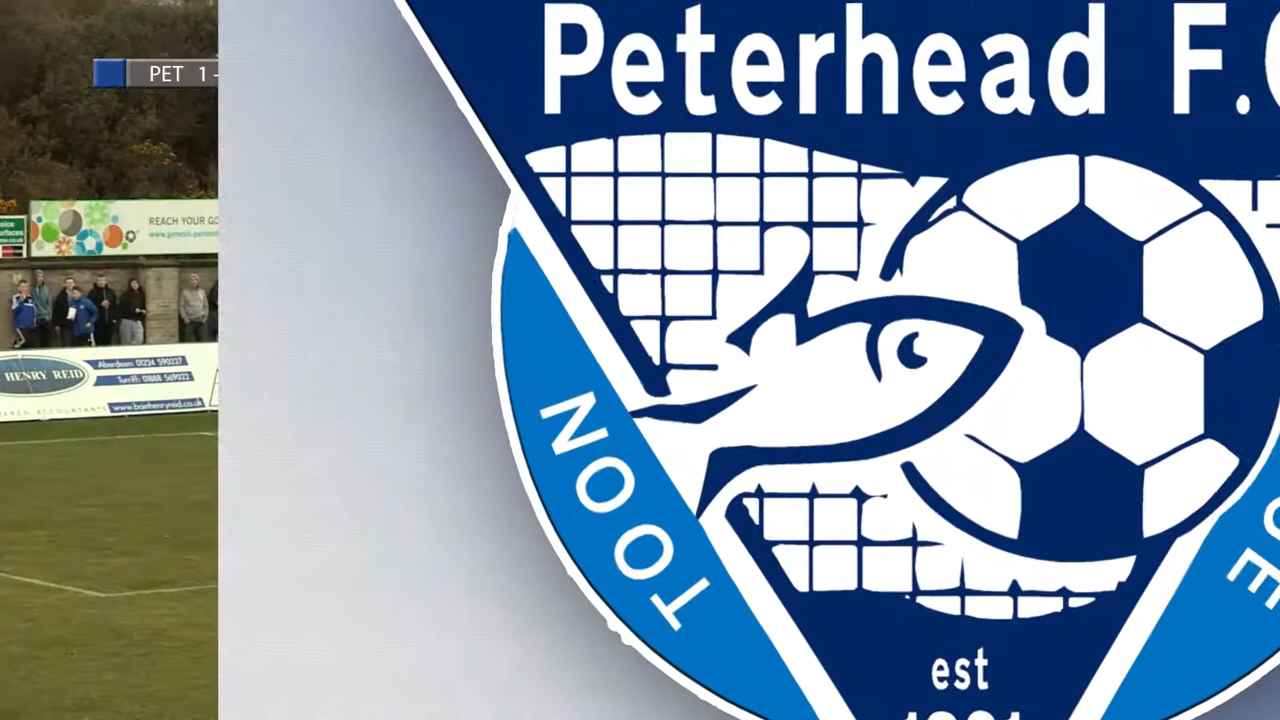 PET 1 -
REACH YOUR GO
HENRY REID
Aberdeen 01224 590227
Turriff 01888 569022
www.bainhenryreid.co.uk
Peterhead F.C
TOON
est